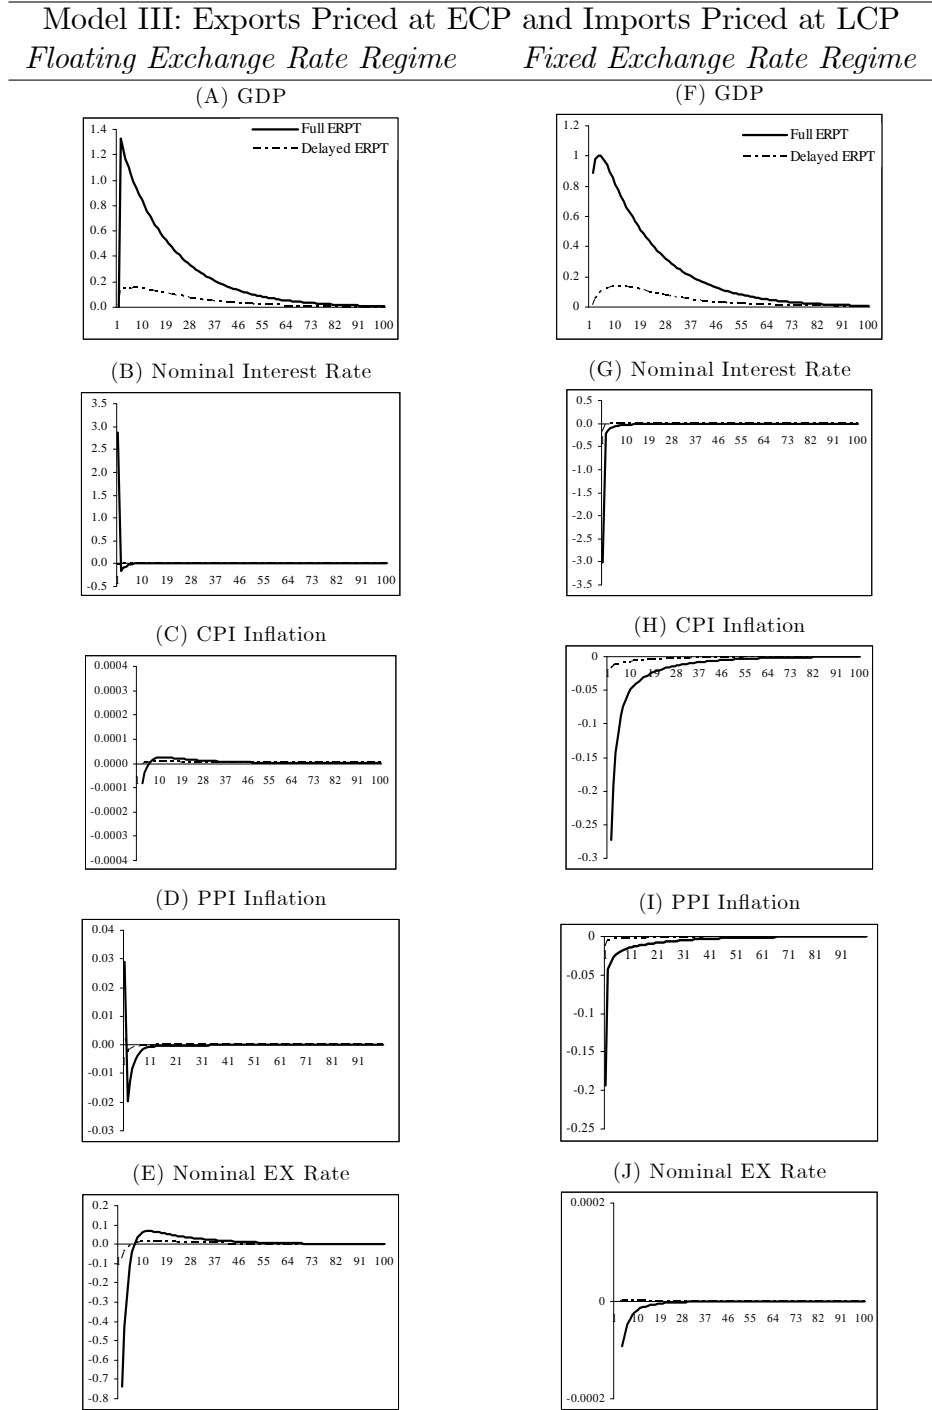 Model III: Exports Priced at ECP and Imports Priced at LCP
Floating Exchange Rate Regime
Fixed Exchange Rate Regime
(A) GDP
1.4
1.2
1.0
0.8
0.6
0.4
0.2
0.0
Full ERPT
Delayed ERPT
1 10 19 28 37 46 55 64 73 82 91 100
(F) GDP
1.2
1
0.8
0.6
0.4
0.2
0
Full ERPT
Delayed ERPT
1 10 19 28 37 46 55 64 73 82 91 100
(B) Nominal Interest Rate
3.5
3.0
2.5
2.0
1.5
1.0
0.5
0.0
-0.5
1 10 19 28 37 46 55 64 73 82 91 100
(G) Nominal Interest Rate
0.5
0.0
-0.5
-1.0
-1.5
-2.0
-2.5
-3.0
-3.5
1 10 19 28 37 46 55 64 73 82 91 100
(C) CPI Inflation
0.0004
0.0003
0.0002
0.0001
0.0000
-0.0001
-0.0002
-0.0003
-0.0004
1 10 19 28 37 46 55 64 73 82 91 100
(H) CPI Inflation
0
-0.05
-0.1
-0.15
-0.2
-0.25
-0.3
1 10 19 28 37 46 55 64 73 82 91 100
(D) PPI Inflation
0.04
0.03
0.02
0.01
0.00
-0.01
-0.02
-0.03
1 11 21 31 41 51 61 71 81 91
(I) PPI Inflation
0
-0.05
-0.1
-0.15
-0.2
-0.25
1 11 21 31 41 51 61 71 81 91
(E) Nominal EX Rate
0.2
0.1
0.0
-0.1
-0.2
-0.3
-0.4
-0.5
-0.6
-0.7
-0.8
1 10 19 28 37 46 55 64 73 82 91 100
(J) Nominal EX Rate
0.0002
0
-0.0002
1 10 19 28 37 46 55 64 73 82 91 100